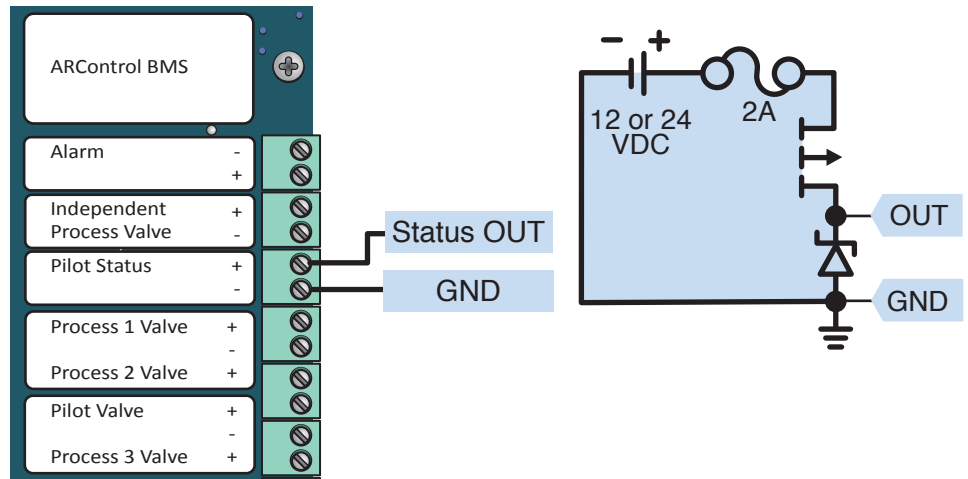 ARControl BMS
Alarm -
+
Independent +
Process Valve -
Pilot Status +
-
Process 1 Valve +
-
Process 2 Valve +
Pilot Valve +
-
Process 3 Valve +
Status OUT
GND
- +
12 or 24
VDC
2A
OUT
GND